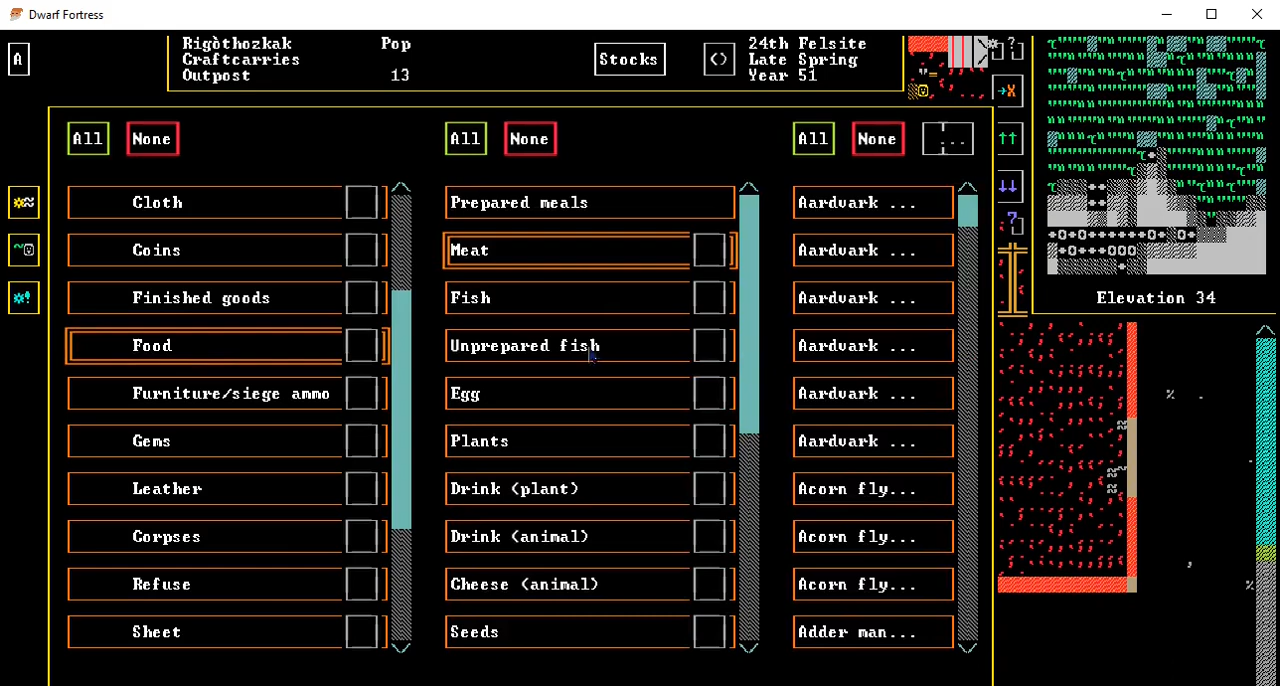 Dwarf Fortress
A
Rigòthozkak Pop
Craftcarries
Outpost 13
Stocks
24th Felsite
Late Spring
Year 51
All None All None All None ...
Cloth Prepared meals Aardvark ...
Coins Meat Aardvark ...
Finished goods Fish Aardvark ...
Food Unprepared fish Aardvark ...
Furniture/siege ammo Egg Aardvark ...
Gems Plants Aardvark ...
Leather Drink (plant) Acorn fly...
Corpses Drink (animal) Acorn fly...
Refuse Cheese (animal) Acorn fly...
Sheet Seeds Adder man...
Elevation 34